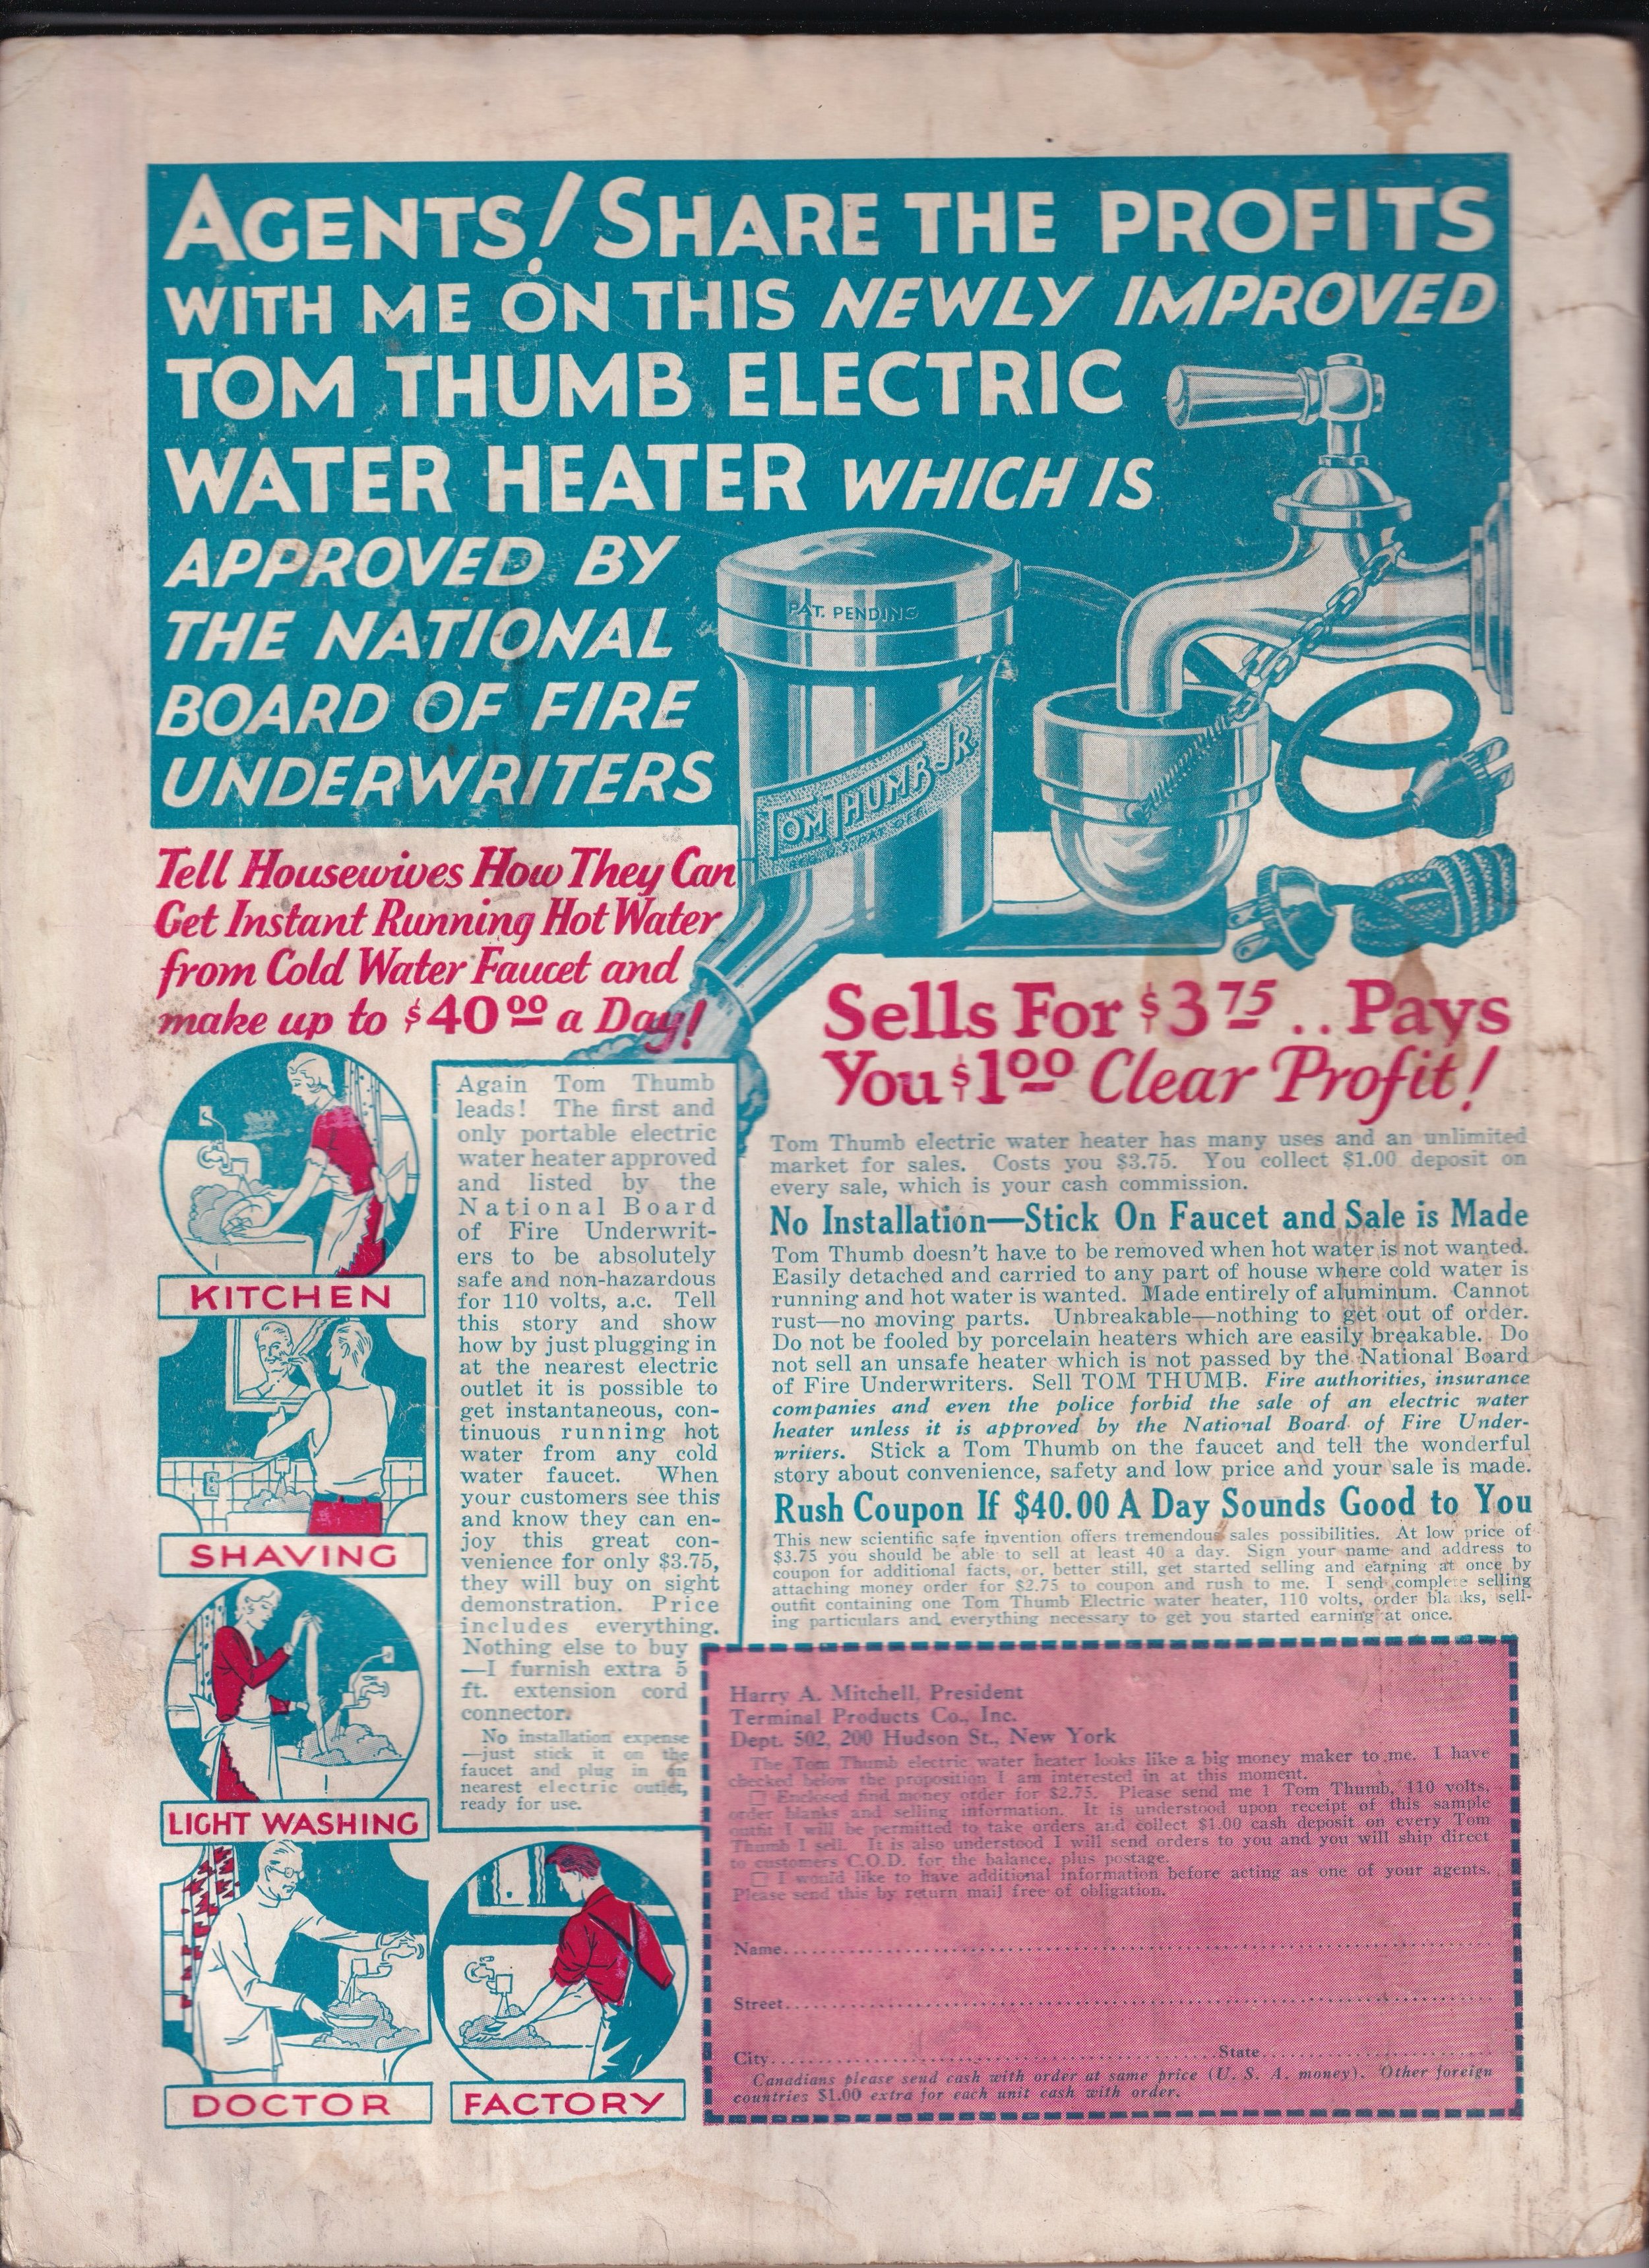 AGENTS! SHARE THE PROFITS
WITH ME ON THIS NEWLY IMPROVED
TOM THUMB ELECTRIC
WATER HEATER WHICH IS
APPROVED BY
THE NATIONAL
BOARD OF FIRE
UNDERWRITERS
PAT. PENDING
TOM THUMB JR.
Tell Housewives How They Can
Get Instant Running Hot Water
from Cold Water Faucet and
make up to $40.00 a Day!
Sells For $3.75 .. Pays
You $1.00 Clear Profit!
KITCHEN
SHAVING
LIGHT WASHING
DOCTOR
FACTORY
Again Tom Thumb
leads! The first and
only portable electric
water heater approved
and listed by the
National Board
of Fire Underwrit-
ers to be absolutely
safe and non-hazardous
for 110 volts, a.c. Tell
this story and show
how by just plugging in
at the nearest electric
outlet it is possible to
get instantaneous, con-
tinuous running hot
water from any cold
water faucet. When
your customers see this
and know they can en-
joy this great con-
venience for only $3.75,
they will buy on sight
demonstration. Price
includes everything.
Nothing else to buy
—I furnish extra 5
ft. extension cord
connector.
No installation expense
—just stick it on the
faucet and plug in on
nearest electric outlet,
ready for use.
Tom Thumb electric water heater has many uses and an unlimited
market for sales. Costs you $3.75. You collect $1.00 deposit on
every sale, which is your cash commission.
No Installation—Stick On Faucet and Sale is Made
Tom Thumb doesn't have to be removed when hot water is not wanted.
Easily detached and carried to any part of house where cold water is
running and hot water is wanted. Made entirely of aluminum. Cannot
rust—no moving parts. Unbreakable—nothing to get out of order.
Do not be fooled by porcelain heaters which are easily breakable. Do
not sell an unsafe heater which is not passed by the National Board
of Fire Underwriters. Sell TOM THUMB. Fire authorities, insurance
companies and even the police forbid the sale of an electric water
heater unless it is approved by the National Board of Fire Under-
writers. Stick a Tom Thumb on the faucet and tell the wonderful
story about convenience, safety and low price and your sale is made.
Rush Coupon If $40.00 A Day Sounds Good to You
This new scientific safe invention offers tremendous sales possibilities. At low price of
$3.75 you should be able to sell at least 40 a day. Sign your name and address to
coupon for additional facts, or, better still, get started selling and earning at once by
attaching money order for $2.75 to coupon and rush to me. I send complete selling
outfit containing one Tom Thumb Electric water heater, 110 volts, order blanks, sell-
ing particulars and everything necessary to get you started earning at once.
Harry A. Mitchell, President
Terminal Products Co., Inc.
Dept. 502, 200 Hudson St., New York
The Tom Thumb electric water heater looks like a big money maker to me. I have
checked below the proposition I am interested in at this moment.
☐ Enclosed find money order for $2.75. Please send me 1 Tom Thumb, 110 volts,
order blanks and selling information. It is understood upon receipt of this sample
outfit I will be permitted to take orders and collect $1.00 cash deposit on every Tom
Thumb I sell. It is also understood I will send orders to you and you will ship direct
to customers C.O.D. for the balance, plus postage.
☐ I would like to have additional information before acting as one of your agents.
Please send this by return mail free of obligation.
Name
Street
City State
Canadians please send cash with order at same price (U. S. A. money). Other foreign
countries $1.00 extra for each unit cash with order.